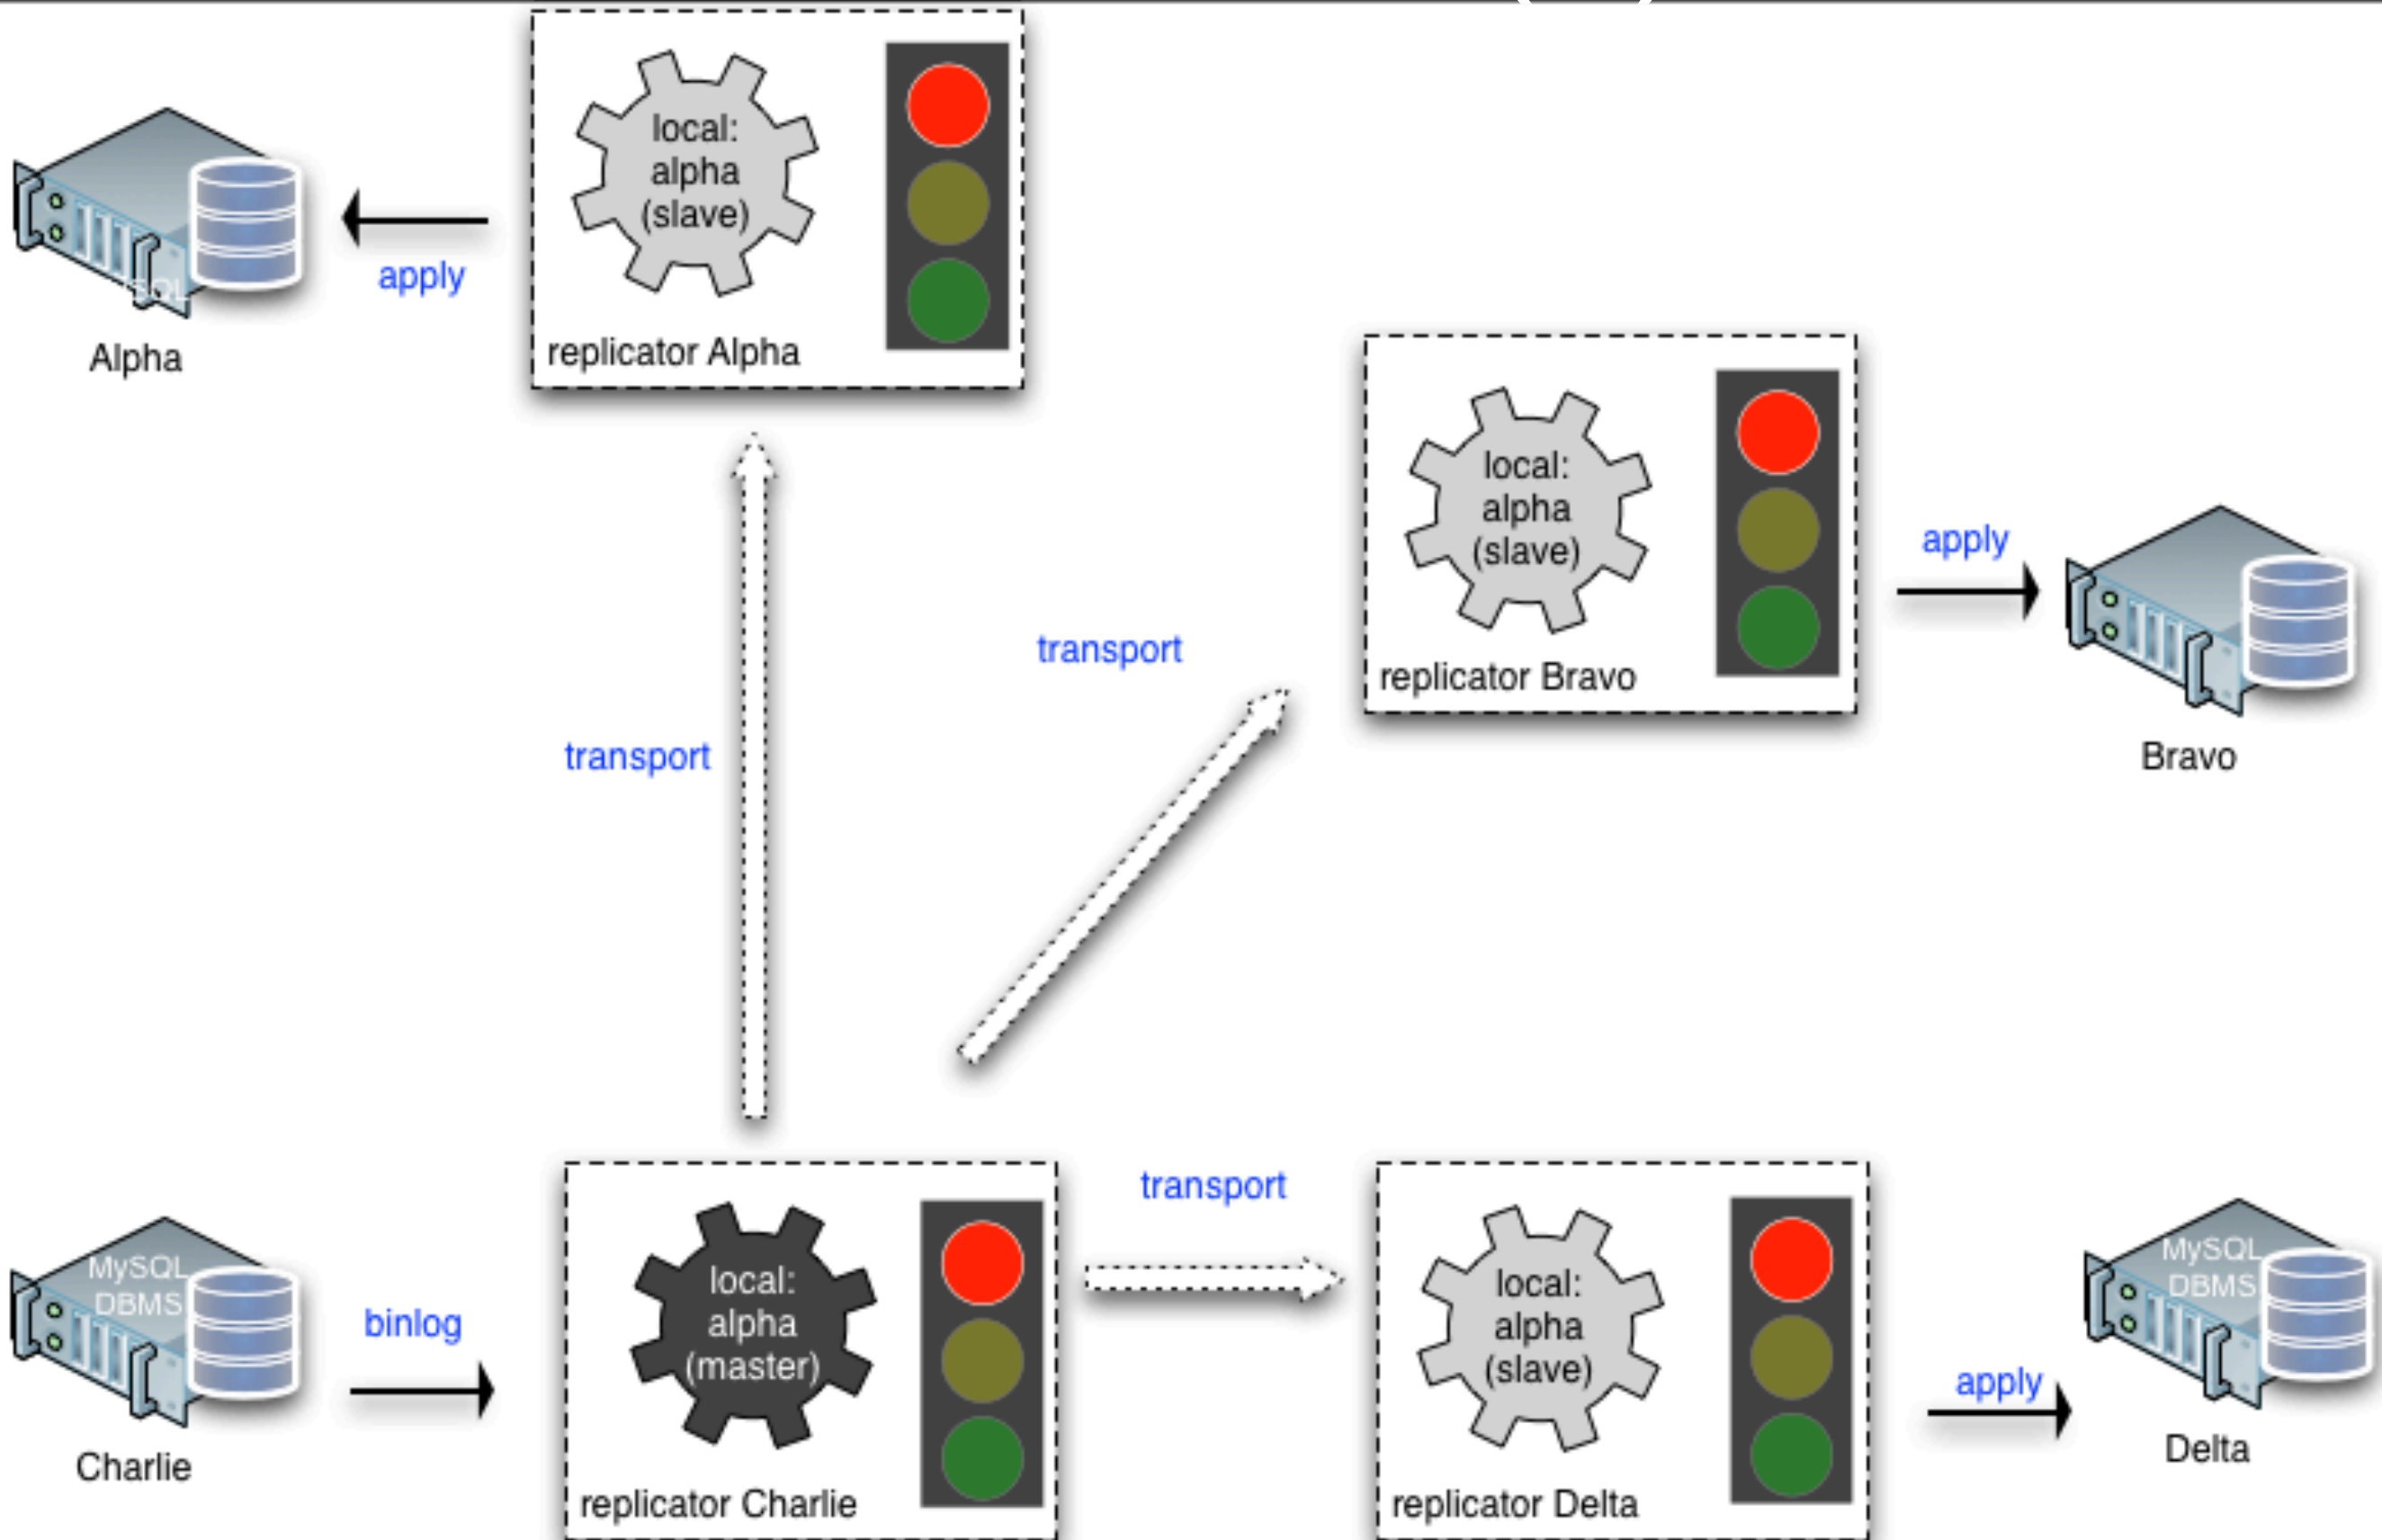 local:
alpha
(slave)
replicator Alpha
apply
SQL
Alpha
local:
alpha
(slave)
replicator Bravo
apply
Bravo
transport
transport
MySQL
DBMS
Charlie
binlog
local:
alpha
(master)
replicator Charlie
transport
local:
alpha
(slave)
replicator Delta
apply
MySQL
DBMS
Delta